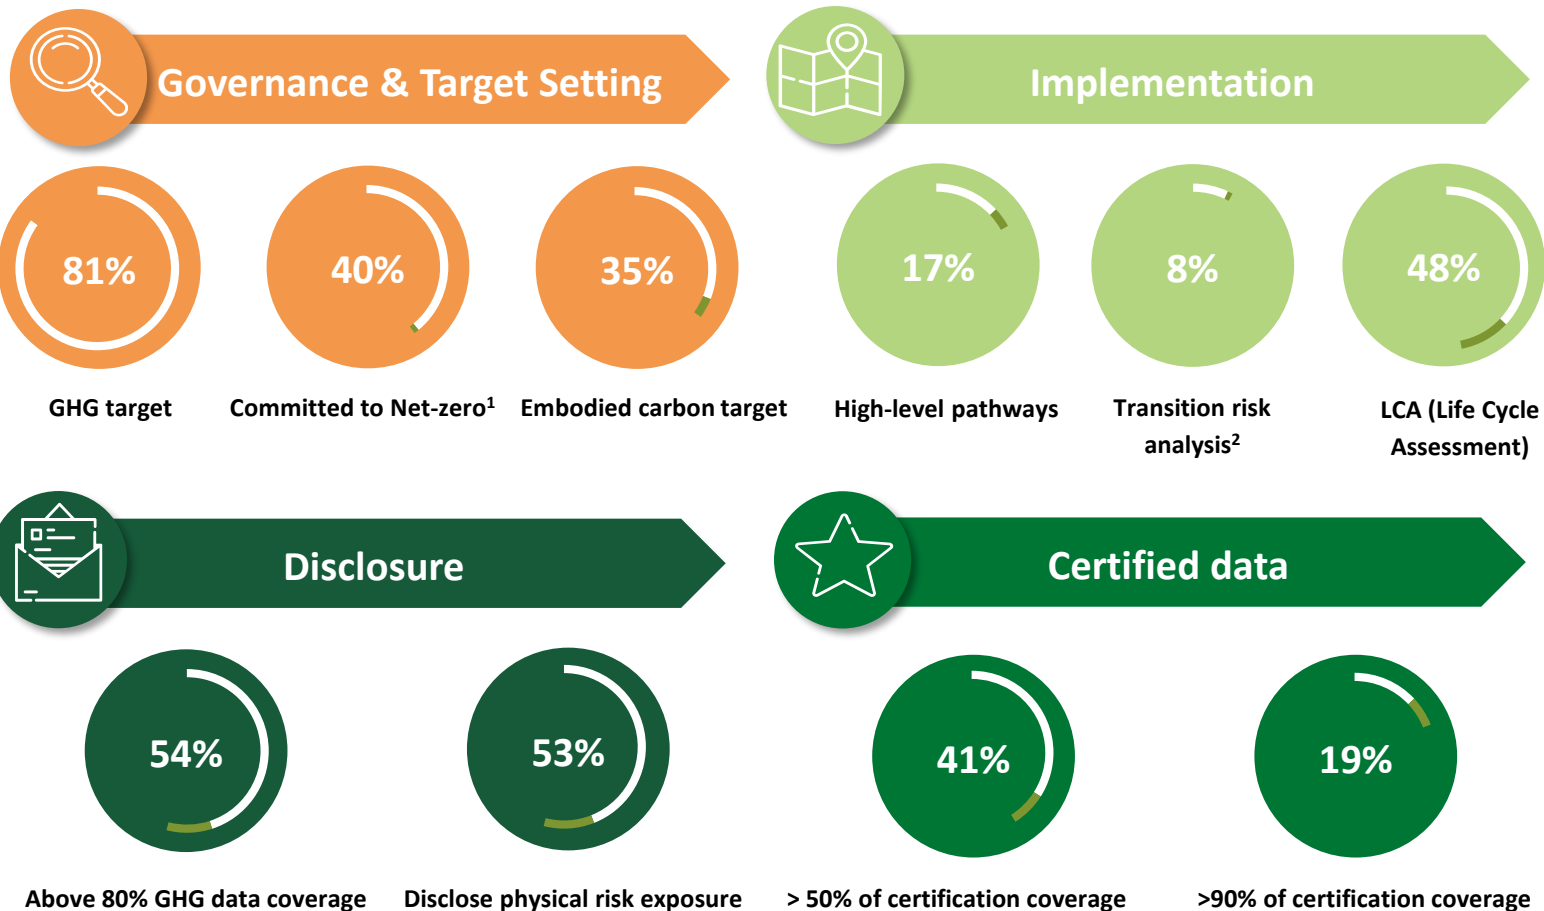 Governance & Target Setting
81%
40%
35%
GHG target
Committed to Net-zero¹
Embodied carbon target
Implementation
17%
8%
48%
High-level pathways
Transition risk
analysis²
LCA (Life Cycle
Assessment)
Disclosure
54%
53%
Above 80% GHG data coverage
Disclose physical risk exposure
Certified data
41%
19%
> 50% of certification coverage
>90% of certification coverage